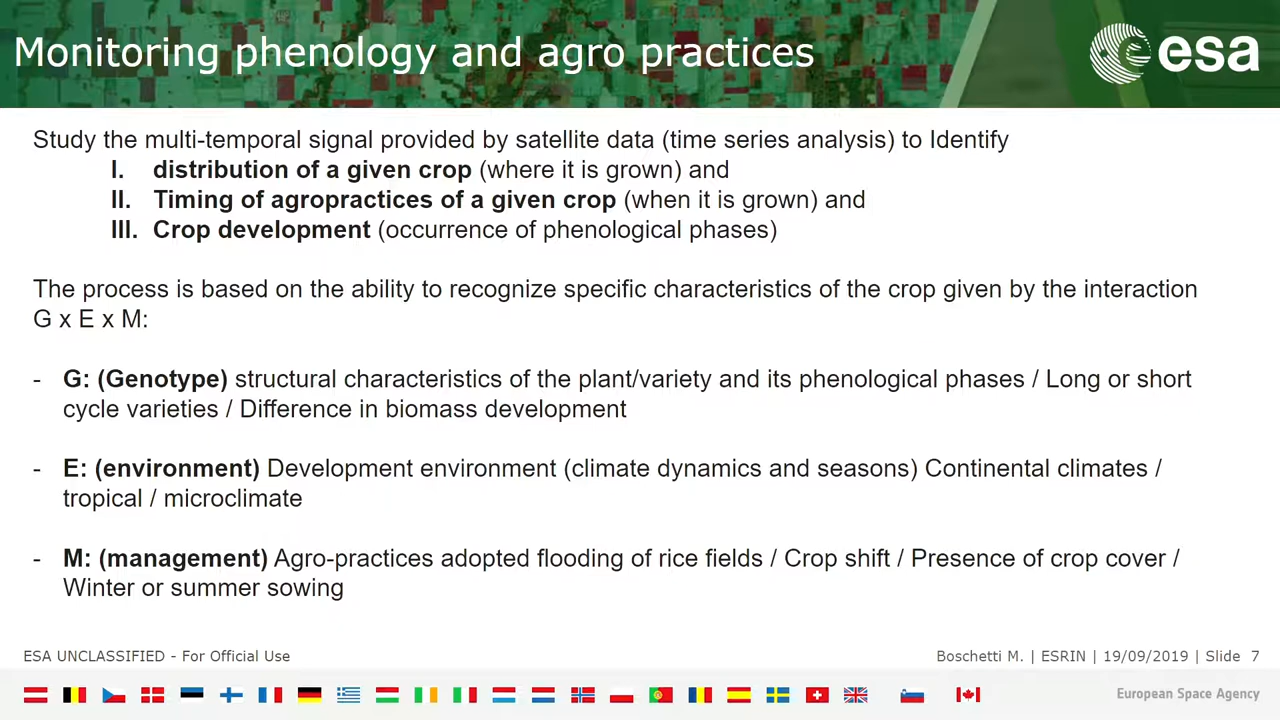 Monitoring phenology and agro practices
esa
Study the multi-temporal signal provided by satellite data (time series analysis) to Identify
I. distribution of a given crop (where it is grown) and
II. Timing of agropractices of a given crop (when it is grown) and
III. Crop development (occurrence of phenological phases)
The process is based on the ability to recognize specific characteristics of the crop given by the interaction
G x E x M:
- G: (Genotype) structural characteristics of the plant/variety and its phenological phases / Long or short
cycle varieties / Difference in biomass development
- E: (environment) Development environment (climate dynamics and seasons) Continental climates /
tropical / microclimate
- M: (management) Agro-practices adopted flooding of rice fields / Crop shift / Presence of crop cover /
Winter or summer sowing
ESA UNCLASSIFIED - For Official Use
Boschetti M. | ESRIN | 19/09/2019 | Slide 7
European Space Agency